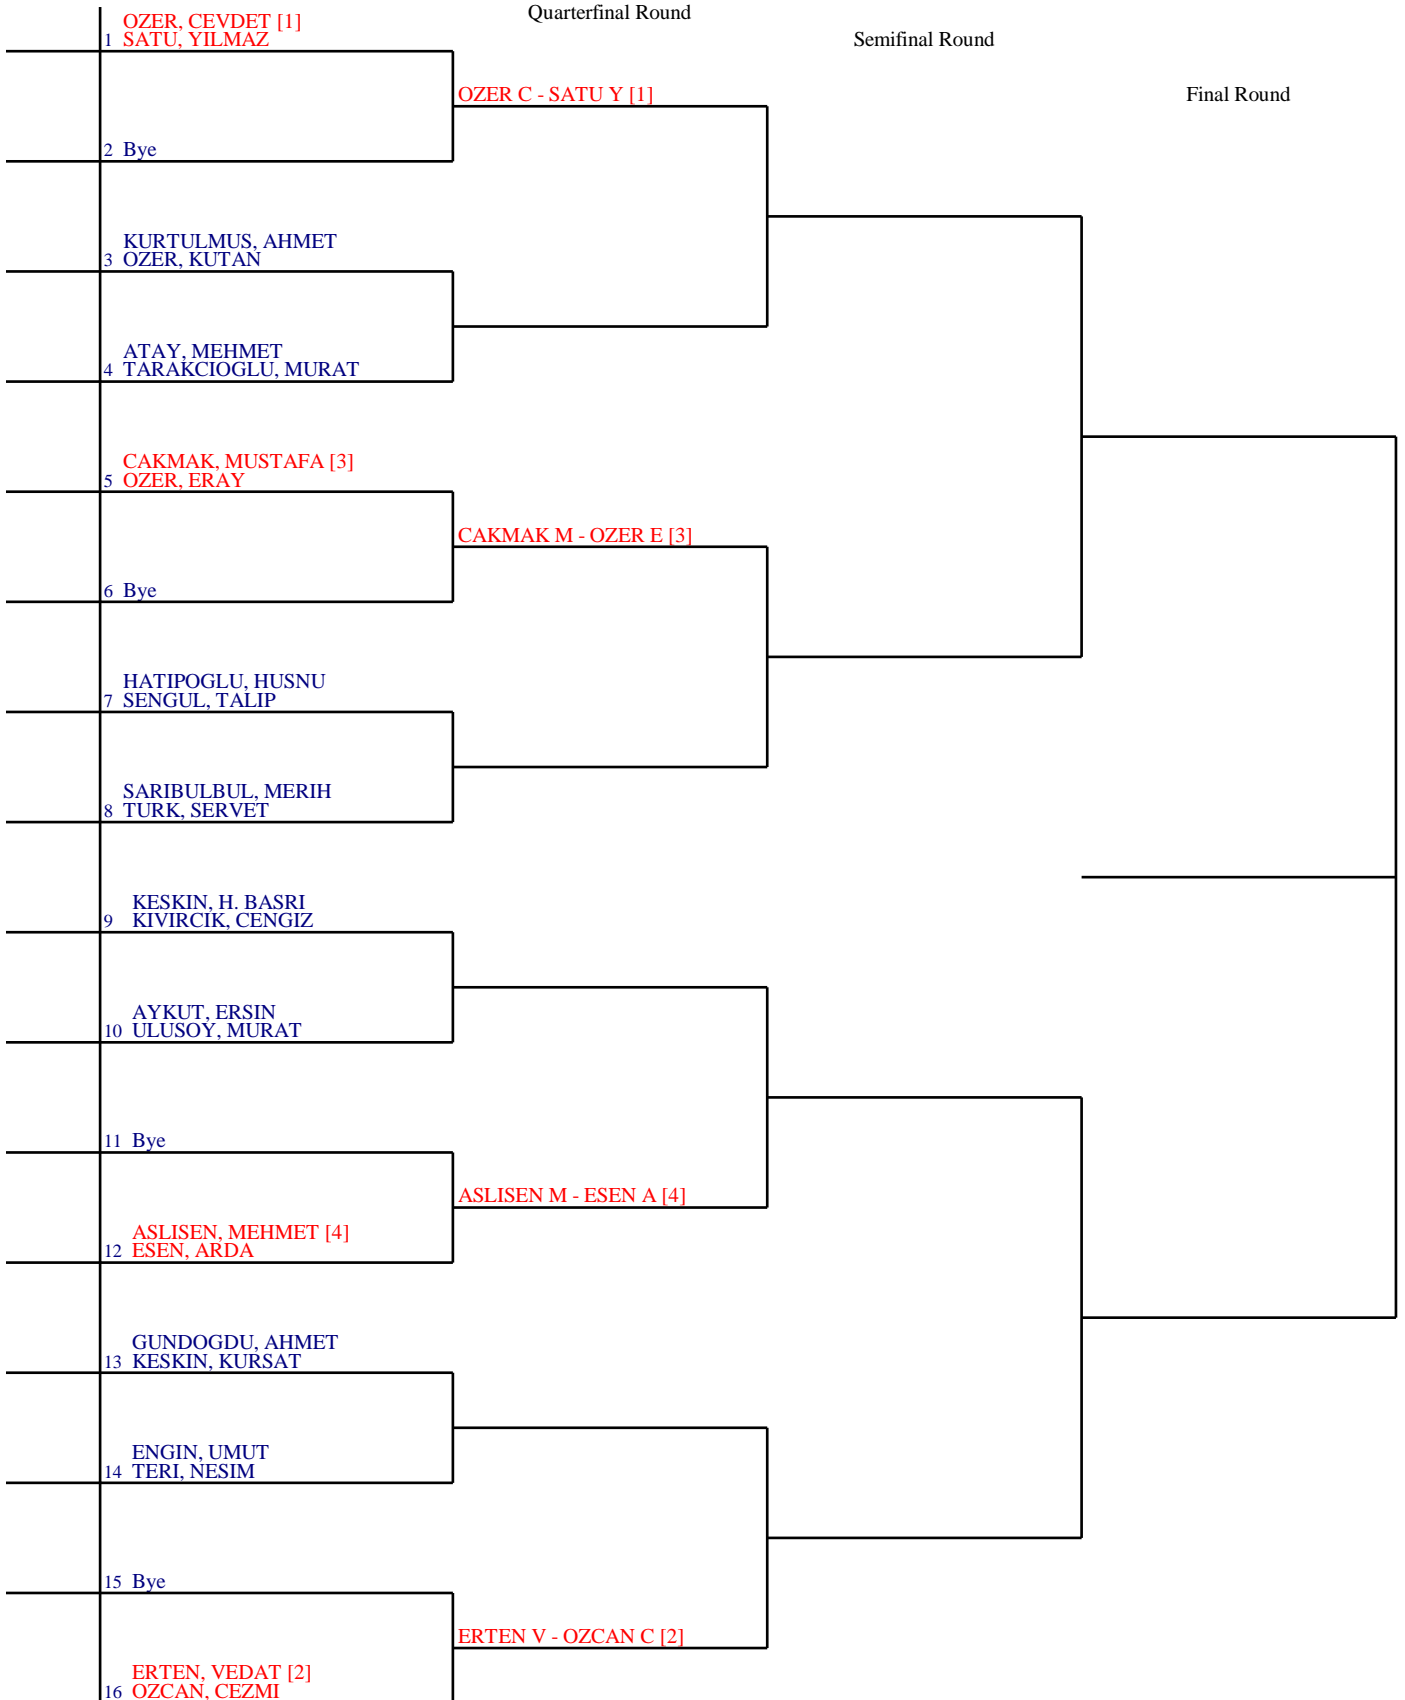 Quarterfinal Round
Semifinal Round
Final Round
OZER, CEVDET [1]
1 SATU, YILMAZ
OZER C - SATU Y [1]
2 Bye
KURTULMUS, AHMET
3 OZER, KUTAN
ATAY, MEHMET
4 TARAKCIOGLU, MURAT
CAKMAK, MUSTAFA [3]
5 OZER, ERAY
CAKMAK M - OZER E [3]
6 Bye
HATIPOGLU, HUSNU
7 SENGUL, TALIP
SARIBULBUL, MERIH
8 TURK, SERVET
KESKIN, H. BASRI
9 KIVIRCIK, CENGIZ
AYKUT, ERSIN
10 ULUSOY, MURAT
11 Bye
ASLISEN M - ESEN A [4]
ASLISEN, MEHMET [4]
12 ESEN, ARDA
GUNDOGDU, AHMET
13 KESKIN, KURSAT
ENGIN, UMUT
14 TERI, NESIM
15 Bye
ERTEN V - OZCAN C [2]
ERTEN, VEDAT [2]
16 OZCAN, CEZMI